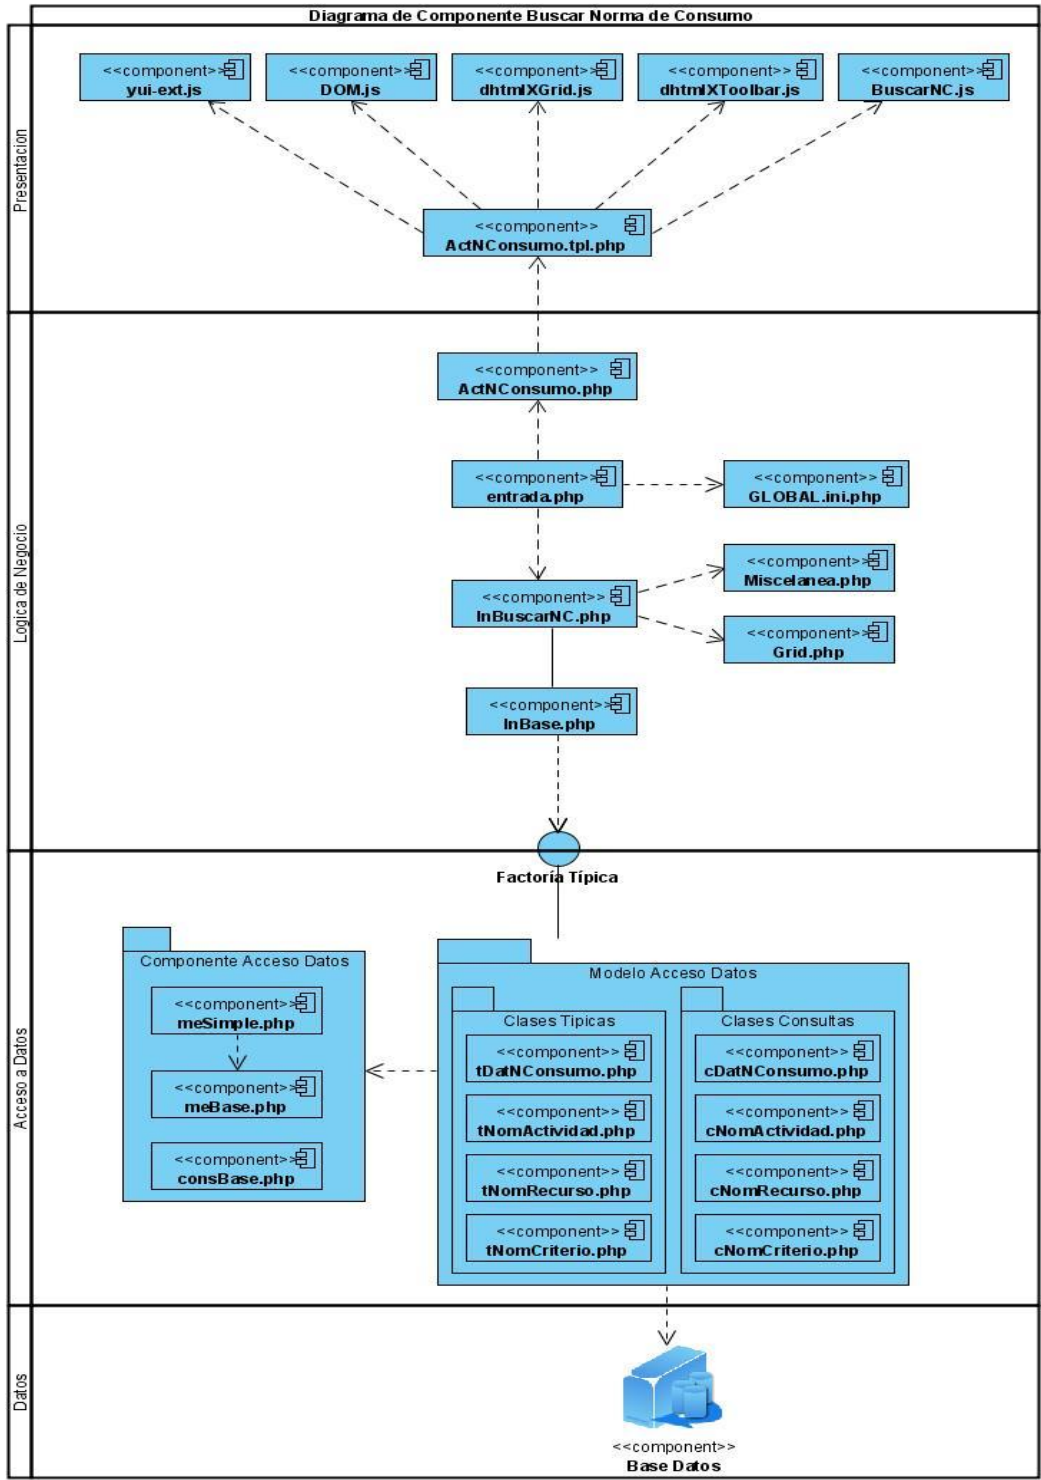 Diagrama de Componente Buscar Norma de Consumo
Presentacion
<<component>>
yui-ext.js
<<component>>
DOM.js
<<component>>
dhtmlXGrid.js
<<component>>
dhtmlXToolbar.js
<<component>>
BuscarNC.js
<<component>>
ActNConsumo.tpl.php
Logica de Negocio
<<component>>
ActNConsumo.php
<<component>>
entrada.php
<<component>>
GLOBAL.ini.php
<<component>>
Miscelanea.php
<<component>>
InBuscarNC.php
<<component>>
Grid.php
<<component>>
InBase.php
Factoría Típica
Acceso a Datos
Componente Acceso Datos
<<component>>
meSimple.php
<<component>>
meBase.php
<<component>>
consBase.php
Modelo Acceso Datos
Clases Tipicas
<<component>>
tDatNConsumo.php
<<component>>
tNomActividad.php
<<component>>
tNomRecurso.php
<<component>>
tNomCriterio.php
Clases Consultas
<<component>>
cDatNConsumo.php
<<component>>
cNomActividad.php
<<component>>
cNomRecurso.php
<<component>>
cNomCriterio.php
Datos
<<component>>
Base Datos